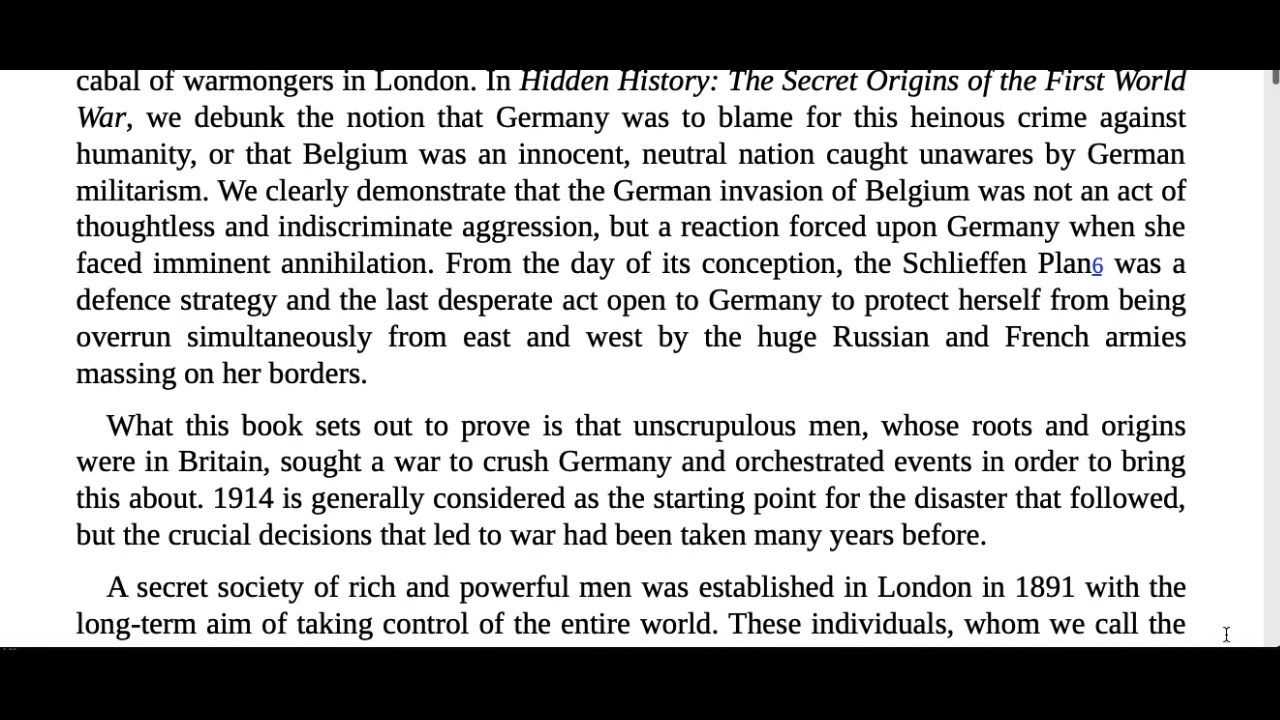 cabal of warmongers in London. In Hidden History: The Secret Origins of the First World
War, we debunk the notion that Germany was to blame for this heinous crime against
humanity, or that Belgium was an innocent, neutral nation caught unawares by German
militarism. We clearly demonstrate that the German invasion of Belgium was not an act of
thoughtless and indiscriminate aggression, but a reaction forced upon Germany when she
faced imminent annihilation. From the day of its conception, the Schlieffen Plan6 was a
defence strategy and the last desperate act open to Germany to protect herself from being
overrun simultaneously from east and west by the huge Russian and French armies
massing on her borders.
What this book sets out to prove is that unscrupulous men, whose roots and origins
were in Britain, sought a war to crush Germany and orchestrated events in order to bring
this about. 1914 is generally considered as the starting point for the disaster that followed,
but the crucial decisions that led to war had been taken many years before.
A secret society of rich and powerful men was established in London in 1891 with the
long-term aim of taking control of the entire world. These individuals, whom we call the